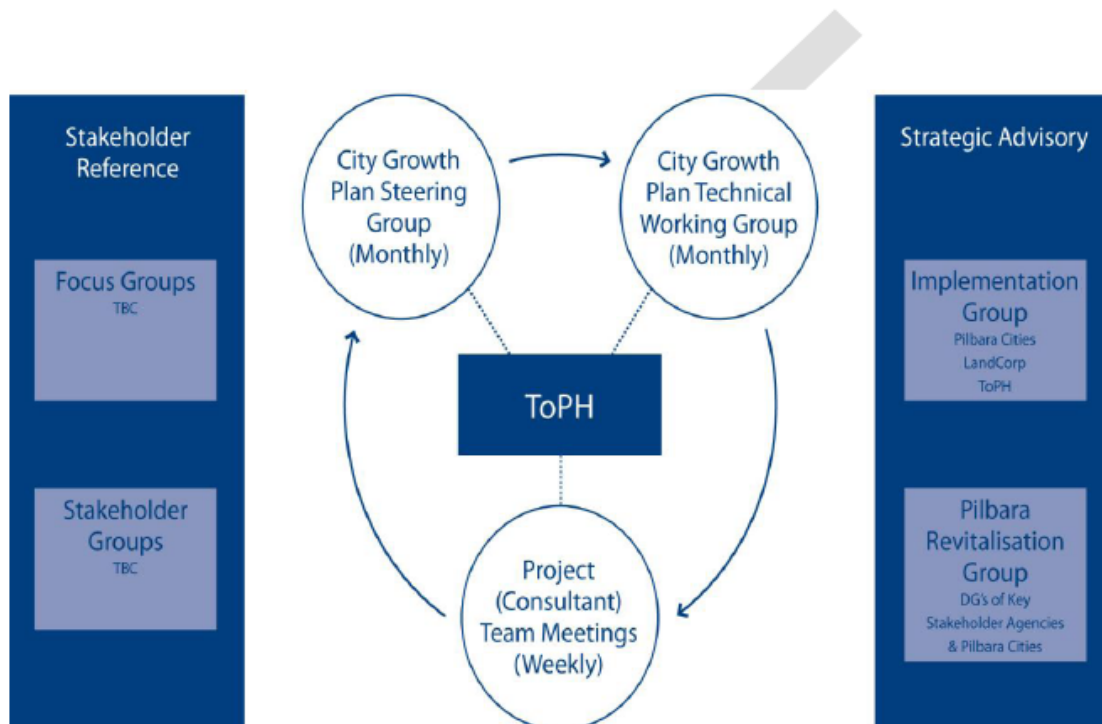 Stakeholder
Reference
Focus Groups
TBC
Stakeholder
Groups
TBC
City Growth
Plan Steering
Group
(Monthly)
City Growth
Plan Technical
Working Group
(Monthly)
ToPH
Project
(Consultant)
Team Meetings
(Weekly)
Strategic Advisory
Implementation
Group
Pilbara Cities
LandCorp
ToPH
Pilbara
Revitalisation
Group
DG's of Key
Stakeholder Agencies
& Pilbara Cities